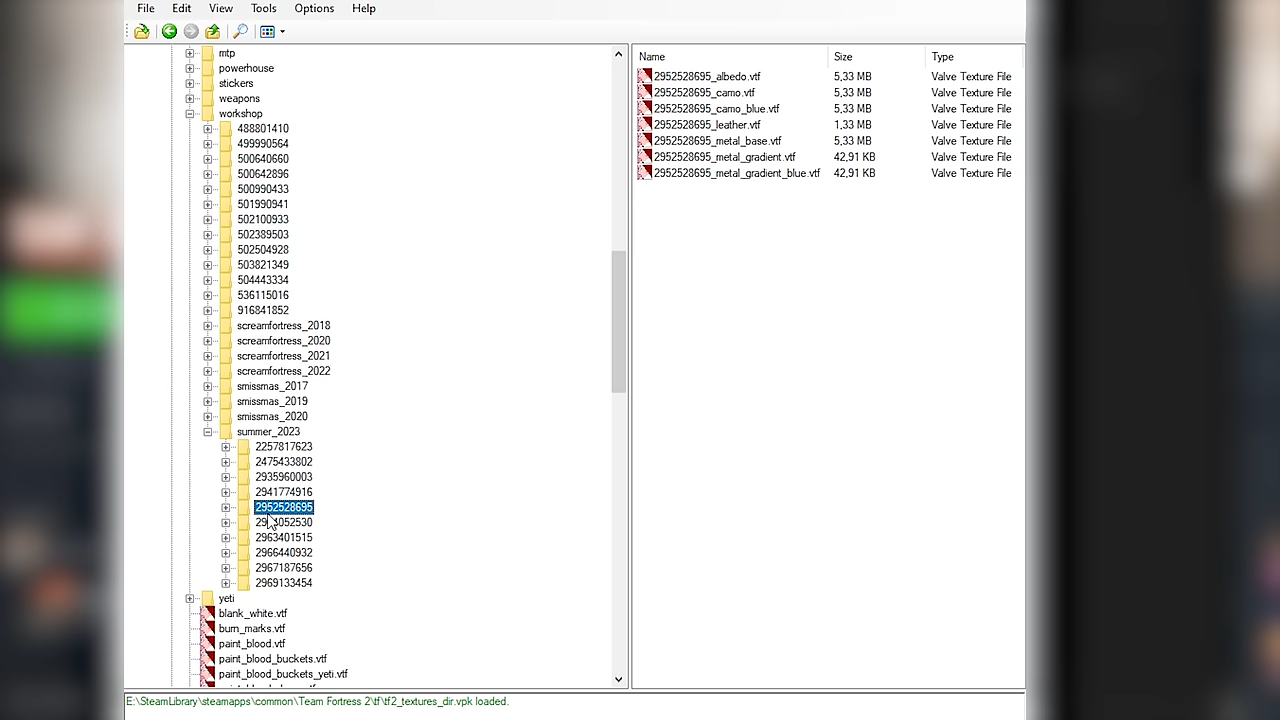 File Edit View Tools Options Help
mtp
powerhouse
stickers
weapons
workshop
488801410
499990564
500640660
500642896
500990433
501990941
502100933
502389503
502504928
503821349
504443334
536115016
916841852
screamfortress_2018
screamfortress_2020
screamfortress_2021
screamfortress_2022
smissmas_2017
smissmas_2019
smissmas_2020
summer_2023
2257817623
2475433802
2935960003
2941774916
2952528695
2963401515
2966440932
2967187656
2969133454
yeti
blank_white.vtf
burn_marks.vtf
paint_blood.vtf
paint_blood_buckets.vtf
paint_blood_buckets_yeti.vtf
Name Size Type
2952528695_albedo.vtf 5,33 MB Valve Texture File
2952528695_camo.vtf 5,33 MB Valve Texture File
2952528695_camo_blue.vtf 5,33 MB Valve Texture File
2952528695_leather.vtf 1,33 MB Valve Texture File
2952528695_metal_base.vtf 5,33 MB Valve Texture File
2952528695_metal_gradient.vtf 42,91 KB Valve Texture File
2952528695_metal_gradient_blue.vtf 42,91 KB Valve Texture File
E:\SteamLibrary\steamapps\common\Team Fortress 2\tf\tf2_textures_dir.vpk loaded.